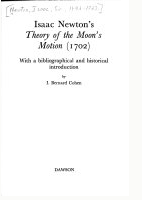 Isaac Newton's
Theory of the Moon's
Motion (1702)
With a bibliographical and historical
introduction
by
I. Bernard Cohen
DAWSON